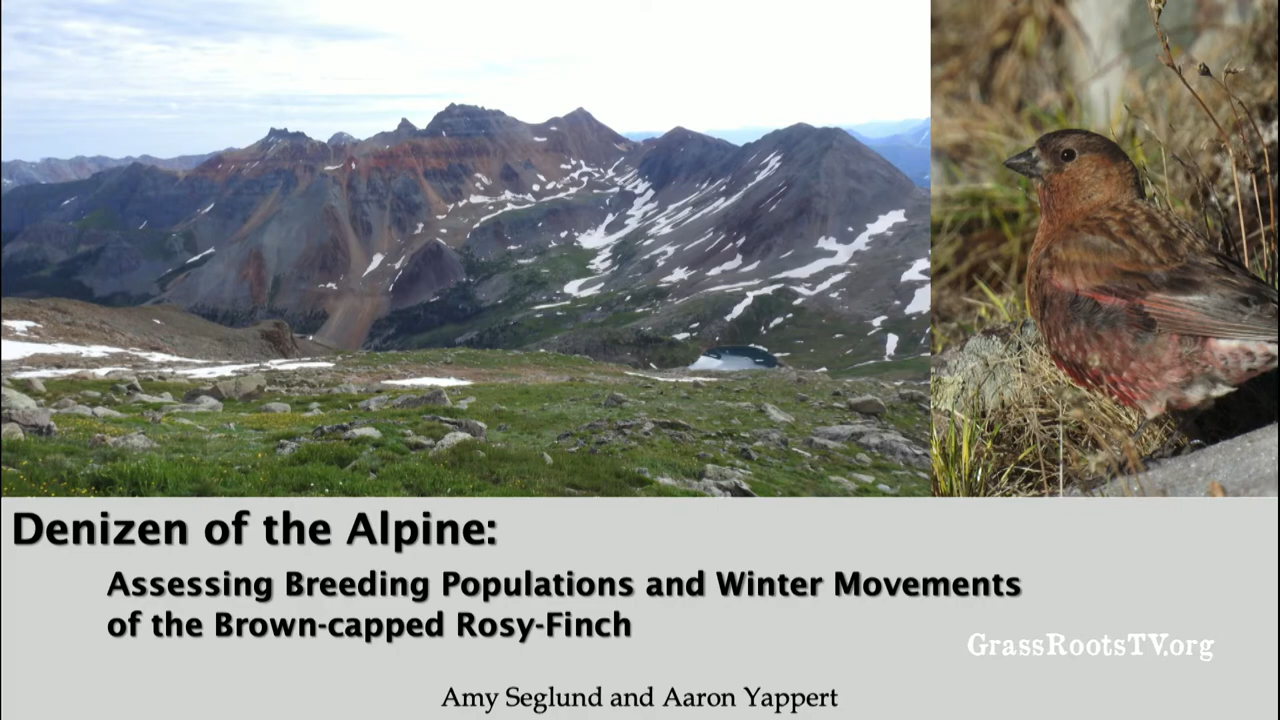 Denizen of the Alpine:
Assessing Breeding Populations and Winter Movements
of the Brown-capped Rosy-Finch
GrassRootsTV.org
Amy Seglund and Aaron Yappert